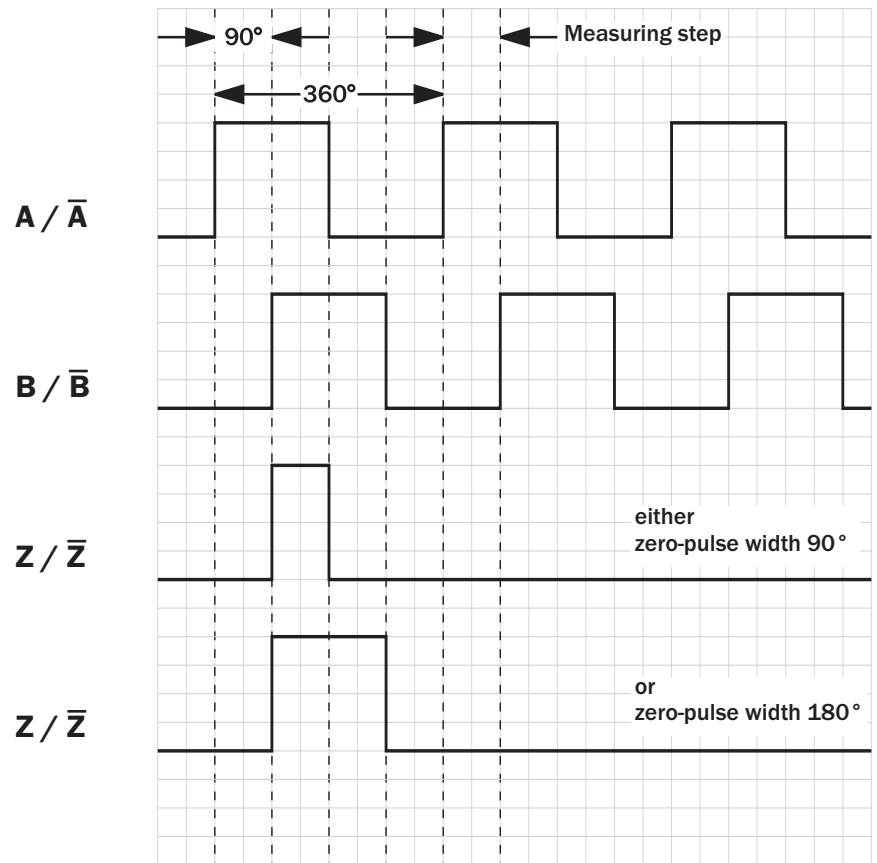 90° Measuring step
360°
A / A̅
B / B̅
Z / Z̅
either
zero-pulse width 90°
Z / Z̅
or
zero-pulse width 180°